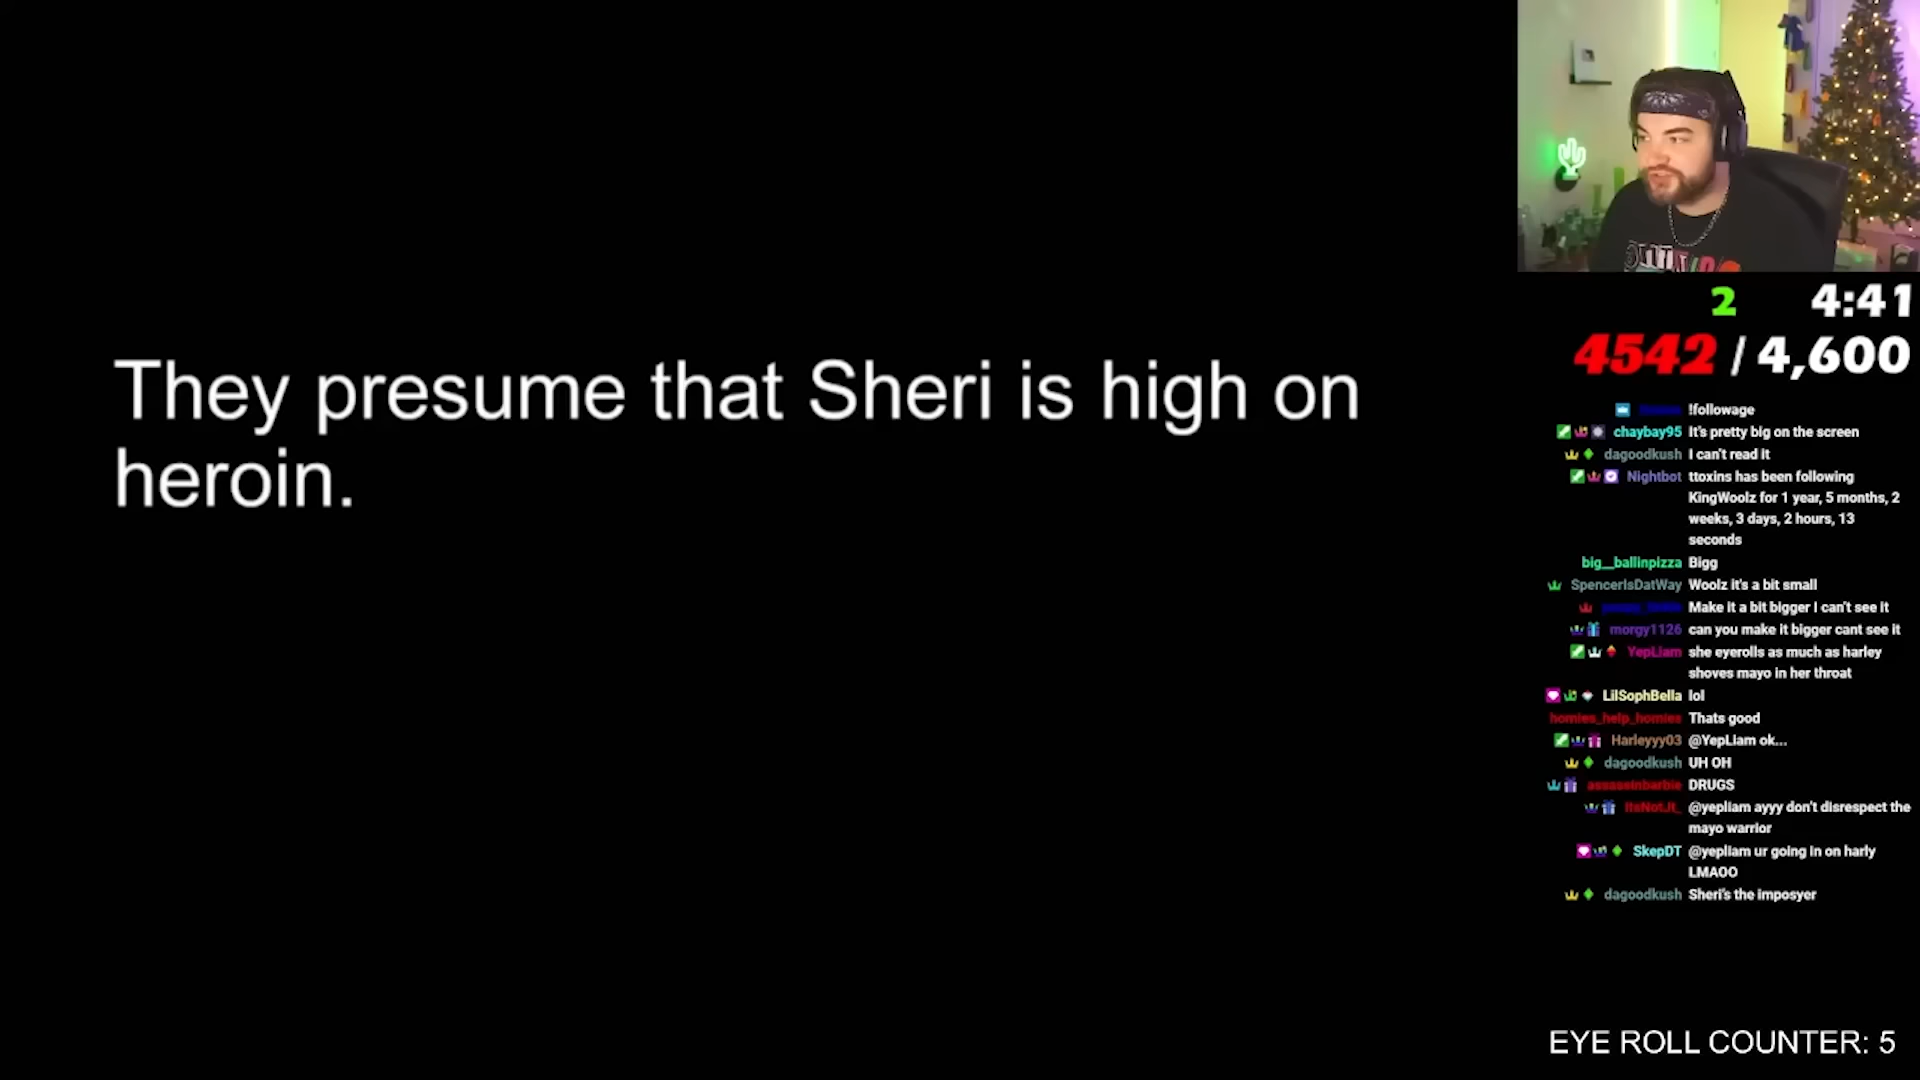 They presume that Sheri is high on
heroin.
2 4:41
4542 / 4,600
!followage
chaybay95 It's pretty big on the screen
dagoodkush I can't read it
Nightbot ttoxins has been following
KingWoolz for 1 year, 5 months, 2
weeks, 3 days, 2 hours, 13
seconds
big__ballinpizza Bigg
SpencerIsDatWay Woolz it's a bit small
Make it a bit bigger I can't see it
morgy1126 can you make it bigger cant see it
YepLiam she eyerolls as much as harley
shoves mayo in her throat
LilSophBella lol
homies_help_homies Thats good
Harleyyy03 @YepLiam ok...
dagoodkush UH OH
assassinbarbie DRUGS
ItsNotJt_ @yepliam ayyy don't disrespect the
mayo warrior
SkepDT @yepliam ur going in on harly
LMAOO
dagoodkush Sheri's the imposyer
EYE ROLL COUNTER: 5